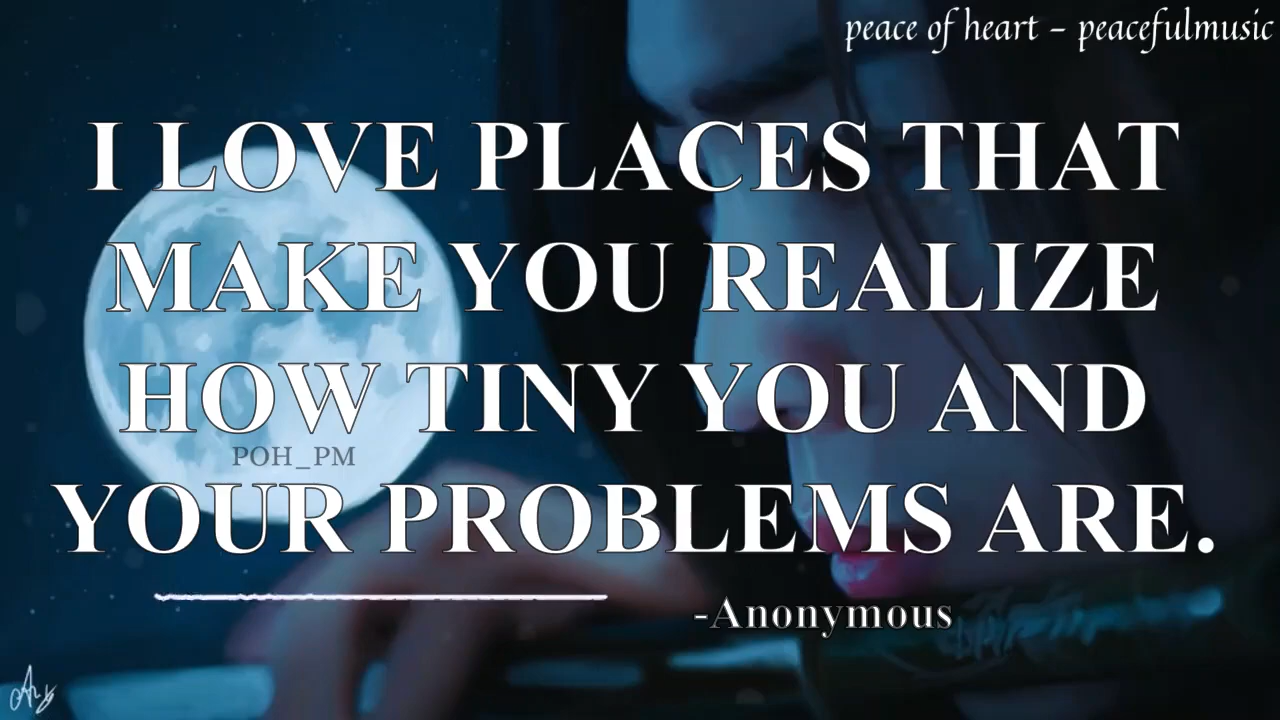 peace of heart - peacefulmusic
I LOVE PLACES THAT
MAKE YOU REALIZE
HOW TINY YOU AND
POH_PM
YOUR PROBLEMS ARE.
-Anonymous